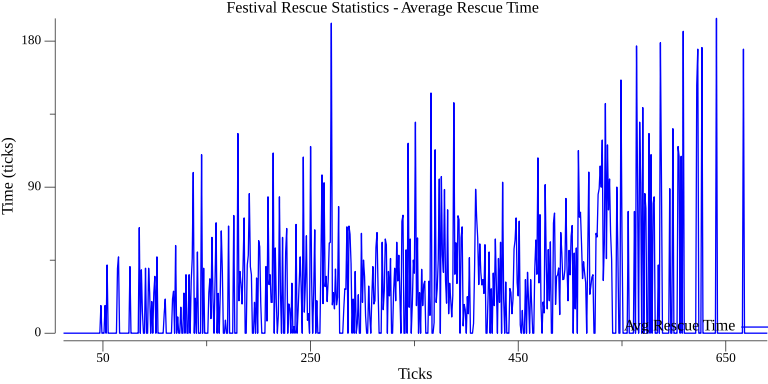 Festival Rescue Statistics - Average Rescue Time
180
90
0
Time (ticks)
Avg Rescue Time
50
250
450
650
Ticks